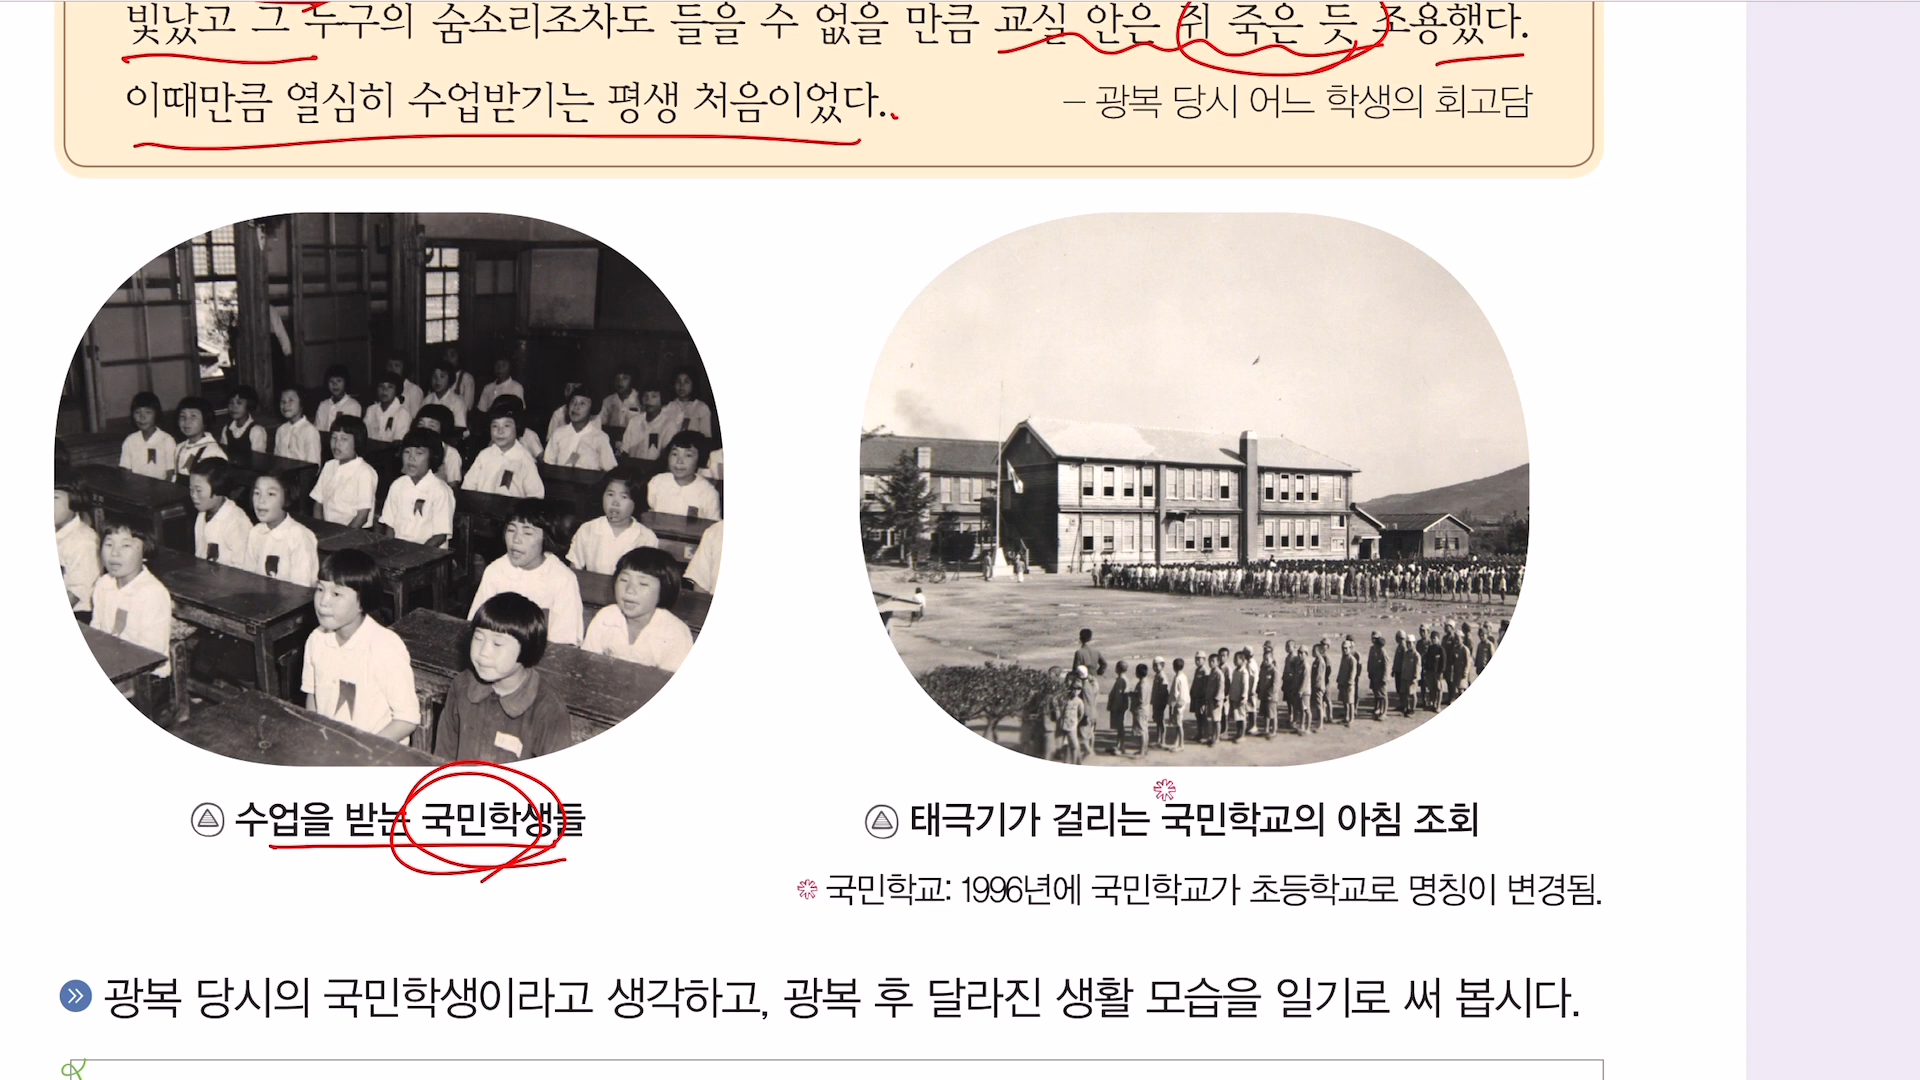 빛났고 그 누구의 숨소리조차도 들을 수 없을 만큼 교실 안은 쥐 죽은 듯 조용했다.
이때만큼 열심히 수업받기는 평생 처음이었다.
– 광복 당시 어느 학생의 회고담
수업을 받는 국민학생들
태극기가 걸리는 국민학교의 아침 조회
국민학교: 1996년에 국민학교가 초등학교로 명칭이 변경됨.
광복 당시의 국민학생이라고 생각하고, 광복 후 달라진 생활 모습을 일기로 써 봅시다.